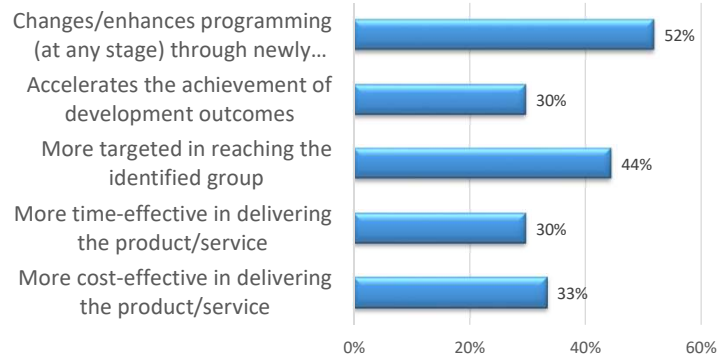 Changes/enhances programming
(at any stage) through newly…
52%
Accelerates the achievement of
development outcomes
30%
More targeted in reaching the
identified group
44%
More time-effective in delivering
the product/service
30%
More cost-effective in delivering
the product/service
33%
0% 20% 40% 60%